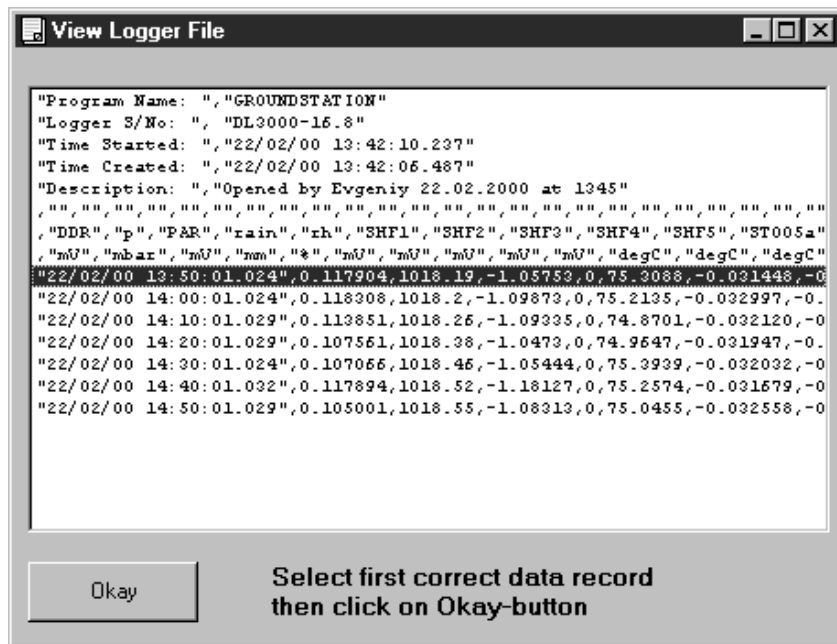 View Logger File
"Program Name: ","GROUNDSTATION"
"Logger S/No: ", "DL3000-15.8"
"Time Started: ","22/02/00 13:42:10.237"
"Time Created: ","22/02/00 13:42:06.487"
"Description: ","Opened by Evgeniy 22.02.2000 at 1345"
,"","","","","","","","","","","","","","","","","","","","",""
,"DDR","p","PAR","rain","rh","SHF1","SHF2","SHF3","SHF4","SHF5","ST005a"
,"mU","mbar","mU","mm","%","mU","mU","mU","mU","mU","degC","degC","degC"
"22/02/00 13:50:01.024",0.117904,1018.19,-1.05753,0,75.3088,-0.031448,-0
"22/02/00 14:00:01.024",0.118308,1018.2,-1.09873,0,75.2135,-0.032997,-0.
"22/02/00 14:10:01.029",0.113851,1018.26,-1.09335,0,74.8701,-0.032120,-0
"22/02/00 14:20:01.029",0.107561,1018.38,-1.0473,0,74.9647,-0.031947,-0.
"22/02/00 14:30:01.024",0.107066,1018.46,-1.05444,0,75.3939,-0.032032,-0
"22/02/00 14:40:01.032",0.117894,1018.52,-1.18127,0,75.2574,-0.031679,-0
"22/02/00 14:50:01.029",0.105001,1018.55,-1.08313,0,75.0455,-0.032558,-0
Okay
Select first correct data record
then click on Okay-button